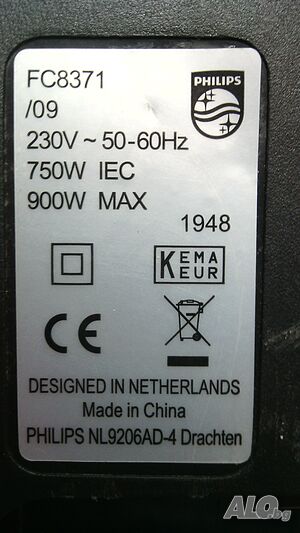 FC8371
PHILIPS
/09
230V ~ 50-60Hz
750W IEC
900W MAX
1948
KEMA
EUR
CE
DESIGNED IN NETHERLANDS
Made in China
PHILIPS NL9206AD-4 Drachten
ALO.bg